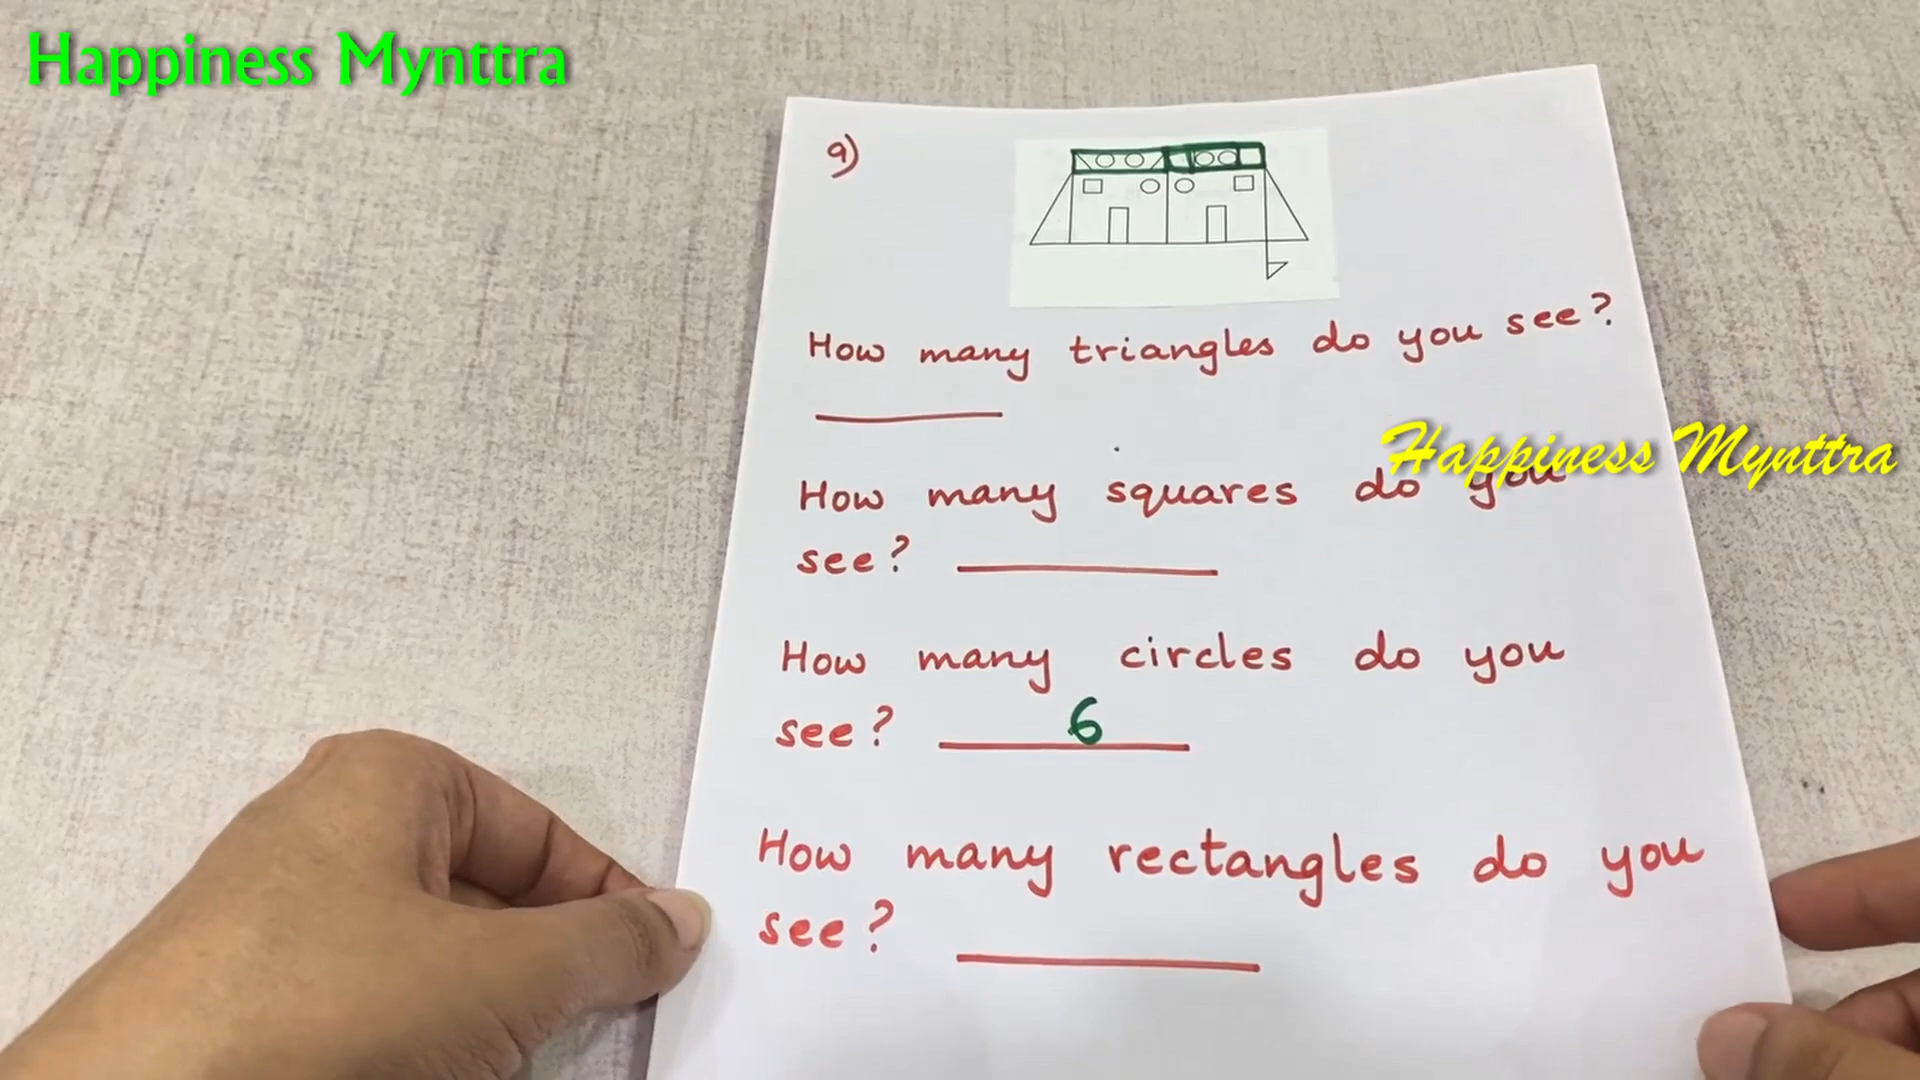 Happiness Mynttra
9)
How many triangles do you see?
Happiness Mynttra
How many squares do you
see?
How many circles do you
see? 6
How many rectangles do you
see?